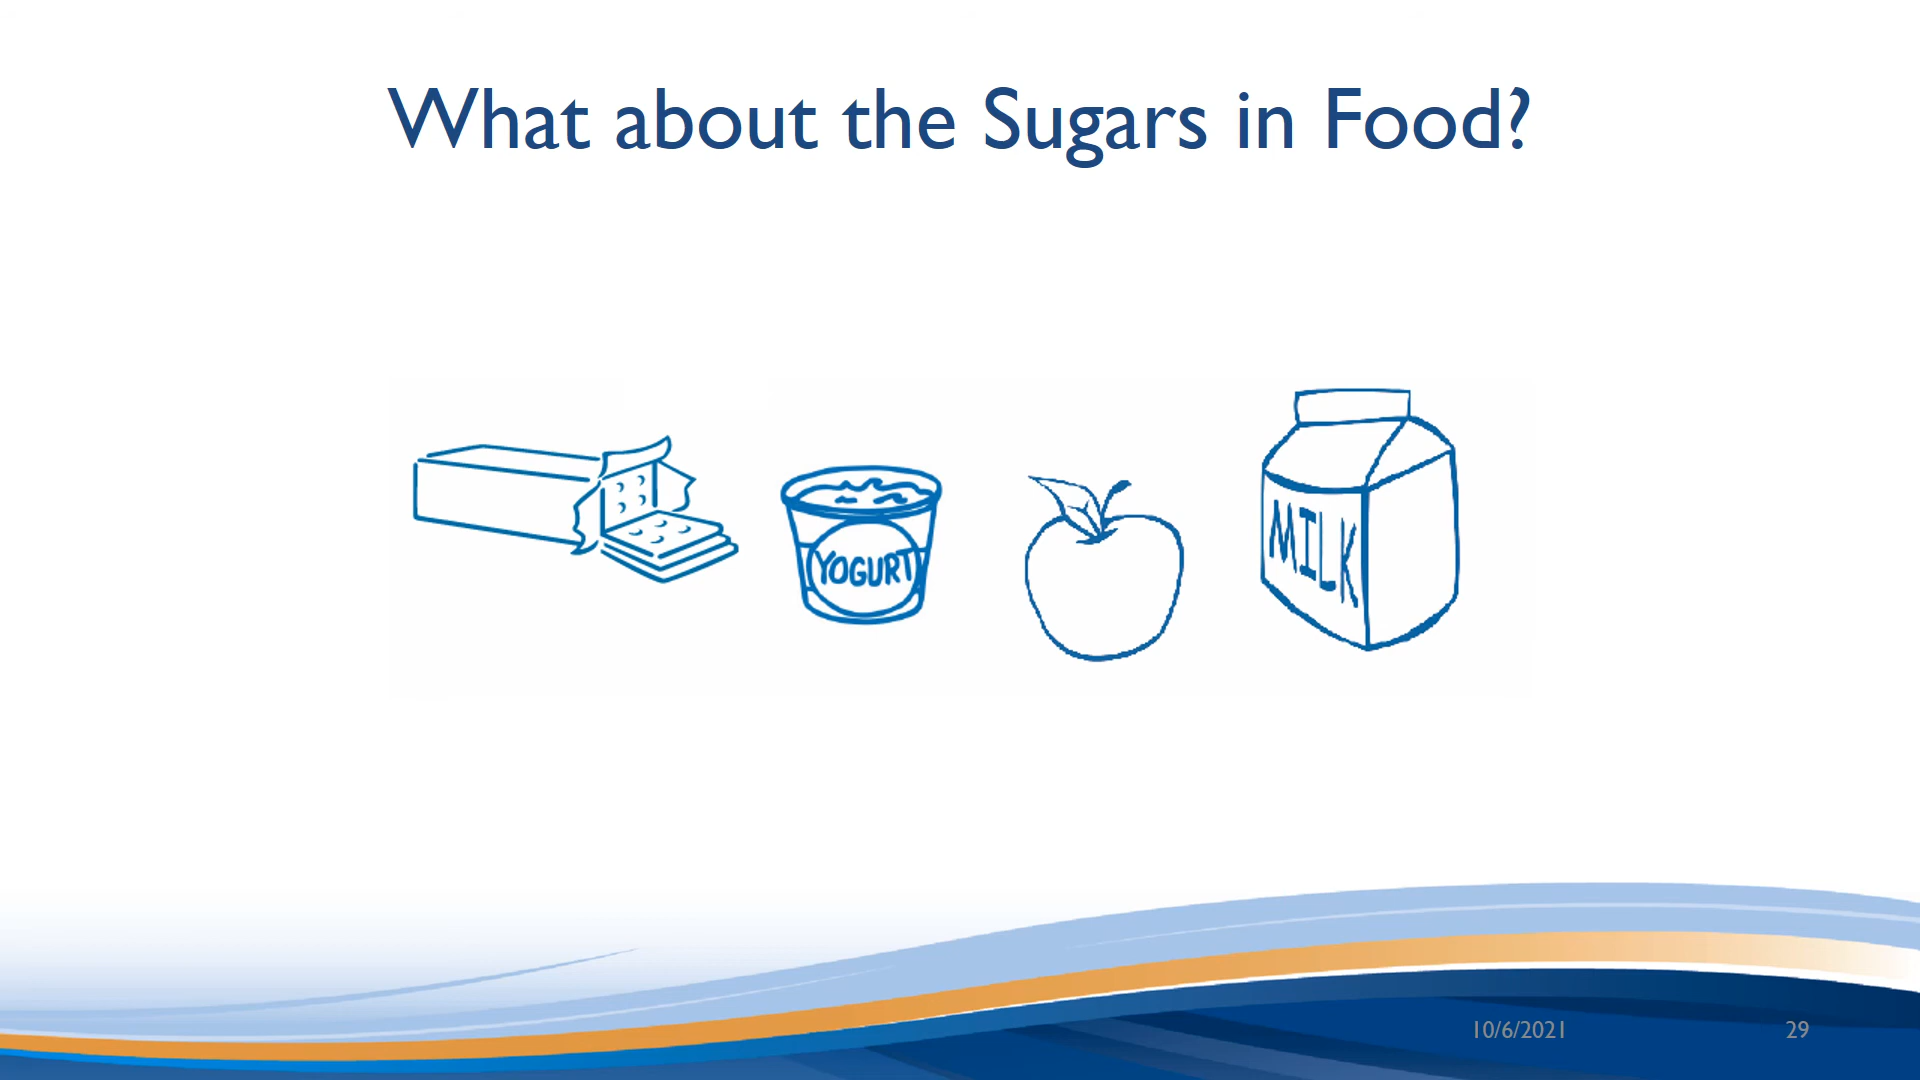 What about the Sugars in Food?
YOGURT
MILK
10/6/2021
29